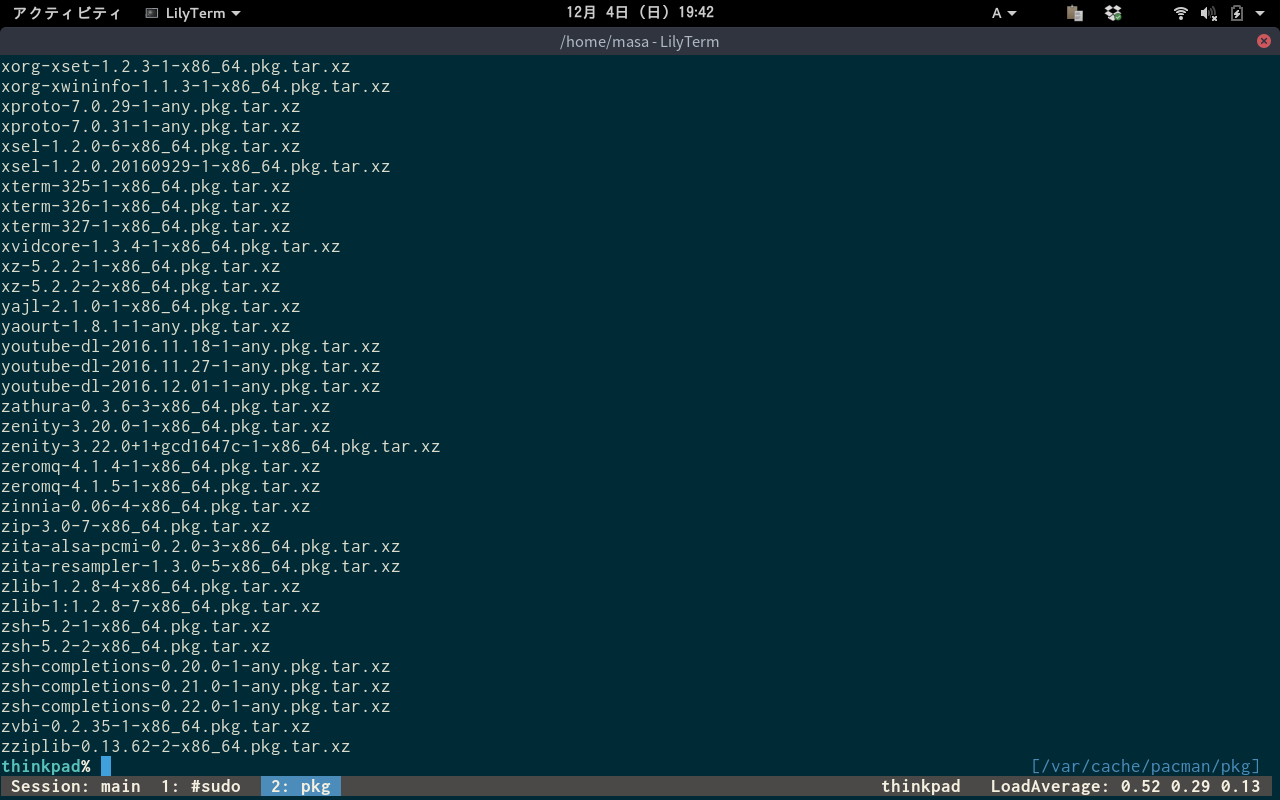 アクティビティ LilyTerm 12月 4日 (日) 19:42 A
/home/masa - LilyTerm
xorg-xset-1.2.3-1-x86_64.pkg.tar.xz
xorg-xwininfo-1.1.3-1-x86_64.pkg.tar.xz
xproto-7.0.29-1-any.pkg.tar.xz
xproto-7.0.31-1-any.pkg.tar.xz
xsel-1.2.0-6-x86_64.pkg.tar.xz
xsel-1.2.0.20160929-1-x86_64.pkg.tar.xz
xterm-325-1-x86_64.pkg.tar.xz
xterm-326-1-x86_64.pkg.tar.xz
xterm-327-1-x86_64.pkg.tar.xz
xvidcore-1.3.4-1-x86_64.pkg.tar.xz
xz-5.2.2-1-x86_64.pkg.tar.xz
xz-5.2.2-2-x86_64.pkg.tar.xz
yajl-2.1.0-1-x86_64.pkg.tar.xz
yaourt-1.8.1-1-any.pkg.tar.xz
youtube-dl-2016.11.18-1-any.pkg.tar.xz
youtube-dl-2016.11.27-1-any.pkg.tar.xz
youtube-dl-2016.12.01-1-any.pkg.tar.xz
zathura-0.3.6-3-x86_64.pkg.tar.xz
zenity-3.20.0-1-x86_64.pkg.tar.xz
zenity-3.22.0+1+gcd1647c-1-x86_64.pkg.tar.xz
zeromq-4.1.4-1-x86_64.pkg.tar.xz
zeromq-4.1.5-1-x86_64.pkg.tar.xz
zinnia-0.06-4-x86_64.pkg.tar.xz
zip-3.0-7-x86_64.pkg.tar.xz
zita-alsa-pcmi-0.2.0-3-x86_64.pkg.tar.xz
zita-resampler-1.3.0-5-x86_64.pkg.tar.xz
zlib-1.2.8-4-x86_64.pkg.tar.xz
zlib-1:1.2.8-7-x86_64.pkg.tar.xz
zsh-5.2-1-x86_64.pkg.tar.xz
zsh-5.2-2-x86_64.pkg.tar.xz
zsh-completions-0.20.0-1-any.pkg.tar.xz
zsh-completions-0.21.0-1-any.pkg.tar.xz
zsh-completions-0.22.0-1-any.pkg.tar.xz
zvbi-0.2.35-1-x86_64.pkg.tar.xz
zziplib-0.13.62-2-x86_64.pkg.tar.xz
thinkpad% [/var/cache/pacman/pkg]
Session: main 1: #sudo 2: pkg thinkpad LoadAverage: 0.52 0.29 0.13